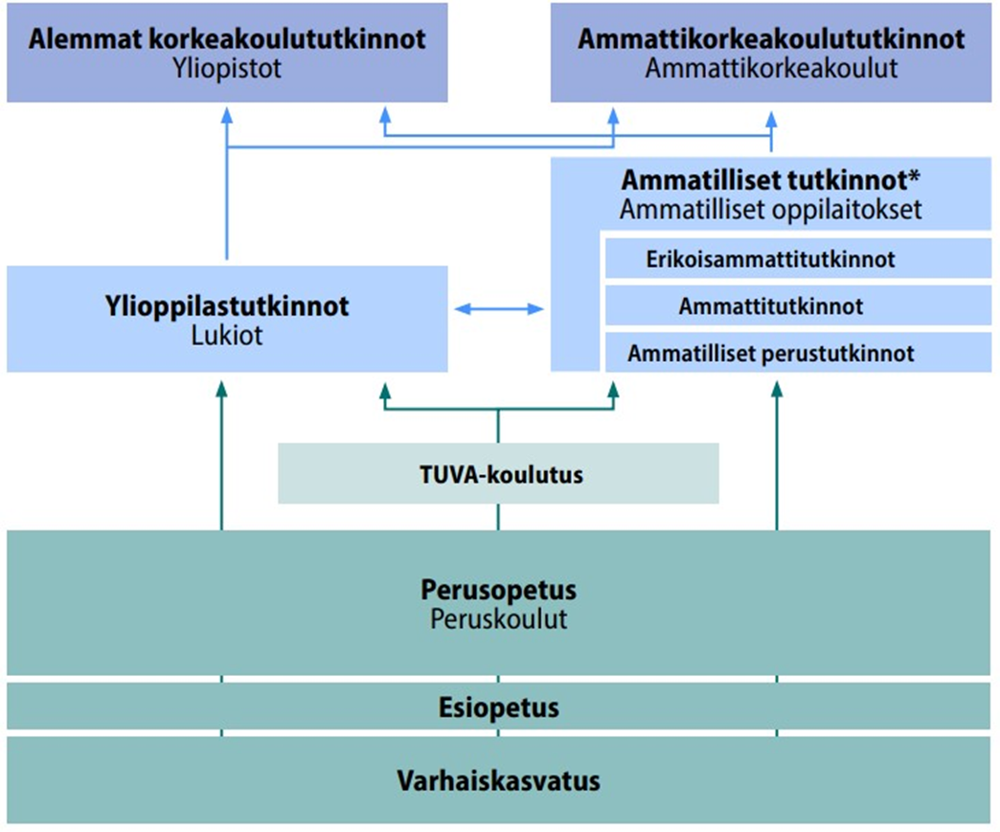 Alemmat korkeakoulututkinnot
Yliopistot
Ammattikorkeakoulututkinnot
Ammattikorkeakoulut
Ammatilliset tutkinnot*
Ammatilliset oppilaitokset
Erikoisammattitutkinnot
Ammattitutkinnot
Ammatilliset perustutkinnot
Ylioppilastutkinnot
Lukiot
TUVA-koulutus
Perusopetus
Peruskoulut
Esiopetus
Varhaiskasvatus